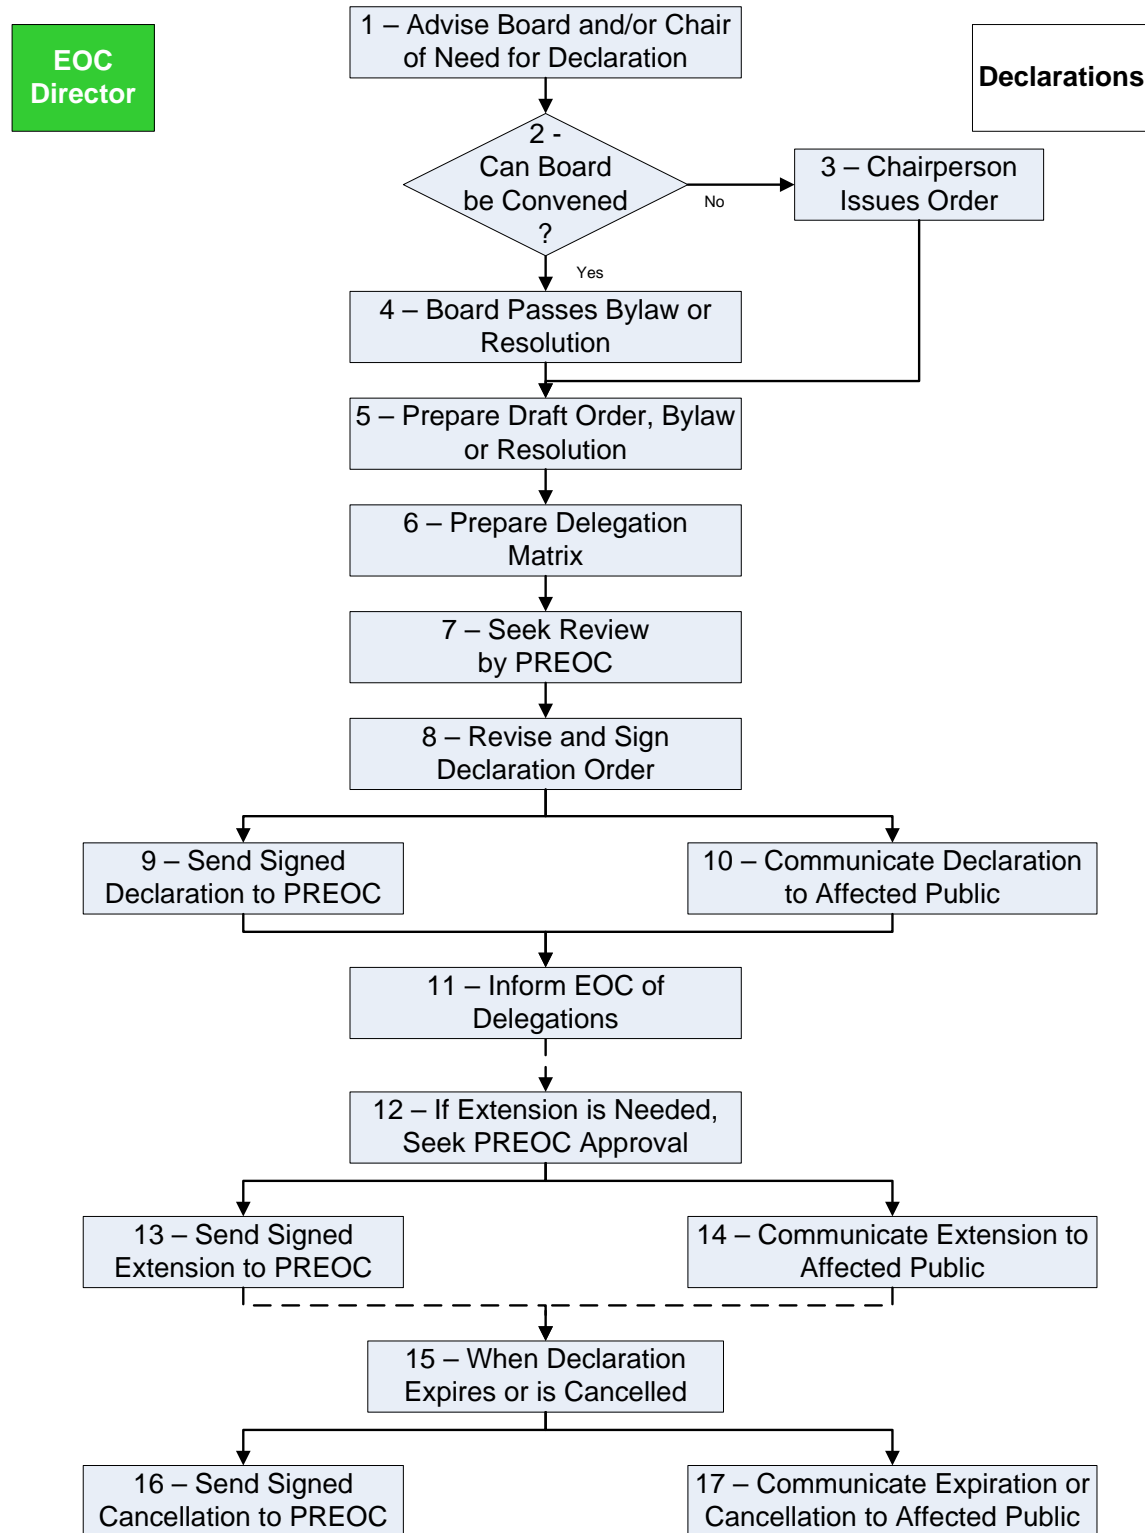 EOC
Director
Declarations
1 – Advise Board and/or Chair
of Need for Declaration
2 -
Can Board
be Convened
?
No
3 – Chairperson
Issues Order
Yes
4 – Board Passes Bylaw or
Resolution
5 – Prepare Draft Order, Bylaw
or Resolution
6 – Prepare Delegation
Matrix
7 – Seek Review
by PREOC
8 – Revise and Sign
Declaration Order
9 – Send Signed
Declaration to PREOC
10 – Communicate Declaration
to Affected Public
11 – Inform EOC of
Delegations
12 – If Extension is Needed,
Seek PREOC Approval
13 – Send Signed
Extension to PREOC
14 – Communicate Extension to
Affected Public
15 – When Declaration
Expires or is Cancelled
16 – Send Signed
Cancellation to PREOC
17 – Communicate Expiration or
Cancellation to Affected Public